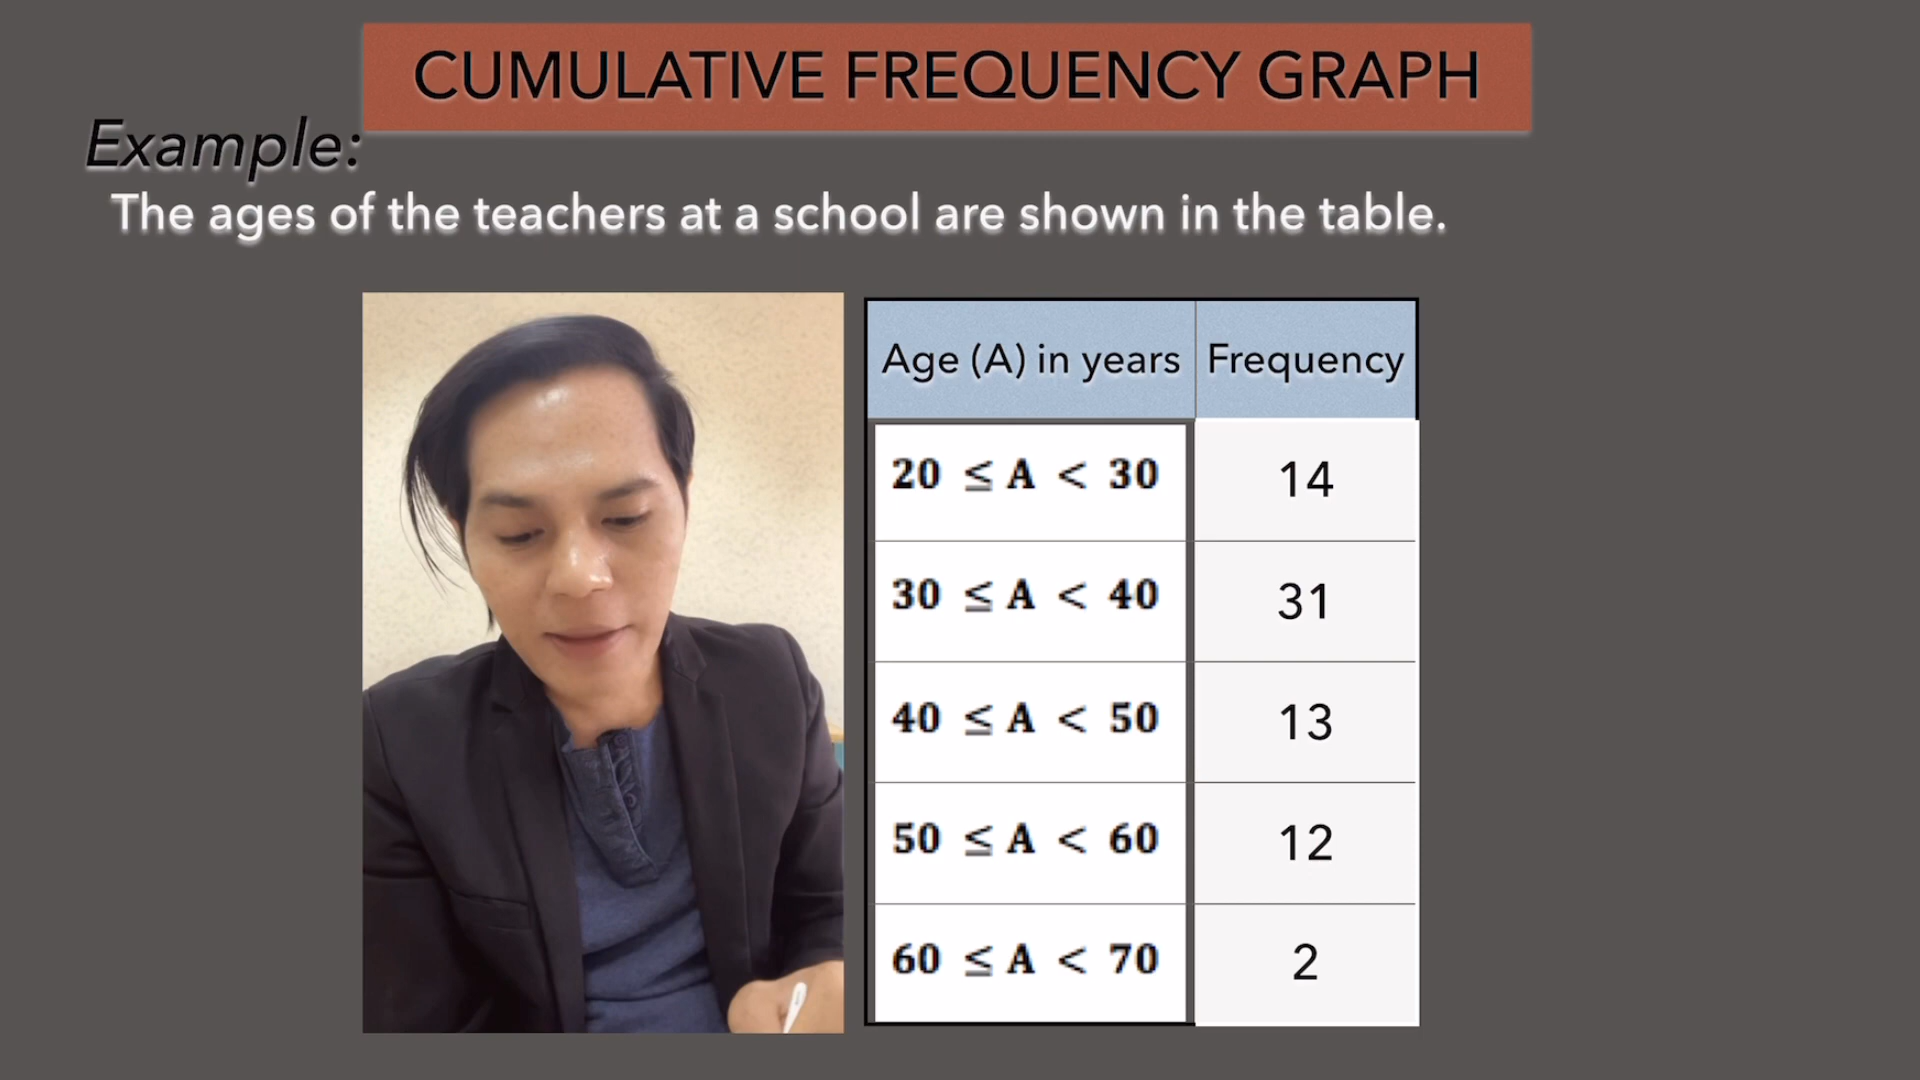 CUMULATIVE FREQUENCY GRAPH
Example:
The ages of the teachers at a school are shown in the table.
Age (A) in years Frequency
20 ≤ A < 30 14
30 ≤ A < 40 31
40 ≤ A < 50 13
50 ≤ A < 60 12
60 ≤ A < 70 2